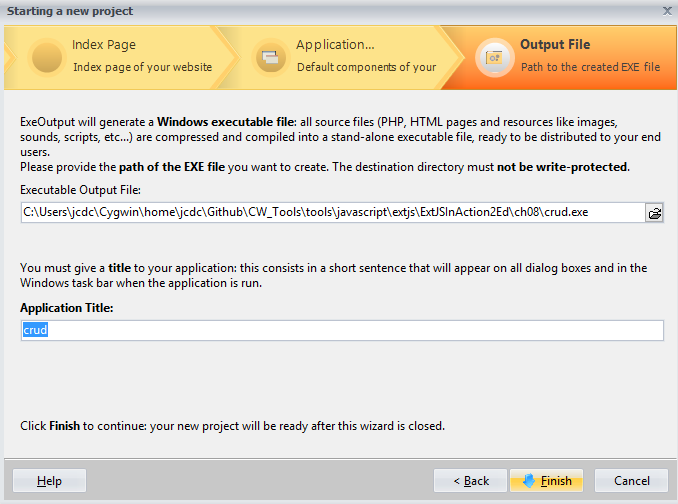 Starting a new project
Index Page
Index page of your website
Application...
Default components of your
Output File
Path to the created EXE file
ExeOutput will generate a Windows executable file: all source files (PHP, HTML pages and resources like images,
sounds, scripts, etc...) are compressed and compiled into a stand-alone executable file, ready to be distributed to your end
users.
Please provide the path of the EXE file you want to create. The destination directory must not be write-protected.
Executable Output File:
C:\Users\jcdc\Cygwin\home\jcdc\Github\CW_Tools\tools\javascript\extjs\ExtJSInAction2Ed\ch08\crud.exe
You must give a title to your application: this consists in a short sentence that will appear on all dialog boxes and in the
Windows task bar when the application is run.
Application Title:
crud
Click Finish to continue: your new project will be ready after this wizard is closed.
Help
< Back
Finish
Cancel